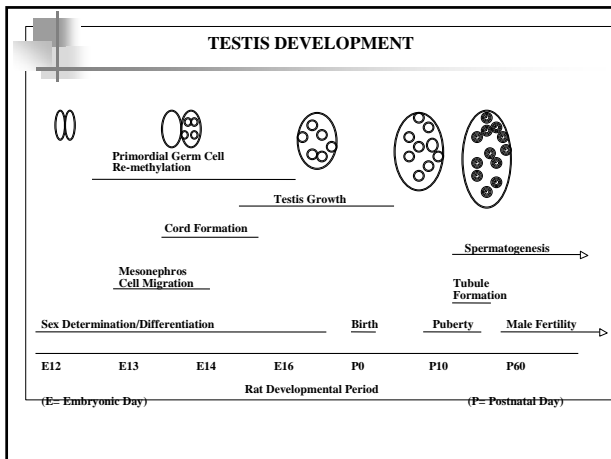 TESTIS DEVELOPMENT
Primordial Germ Cell
Re-methylation
Testis Growth
Cord Formation
Spermatogenesis
Mesonephros
Cell Migration
Tubule
Formation
Sex Determination/Differentiation
Birth
Puberty
Male Fertility
E12
E13
E14
E16
P0
P10
P60
Rat Developmental Period
(E= Embryonic Day)
(P= Postnatal Day)